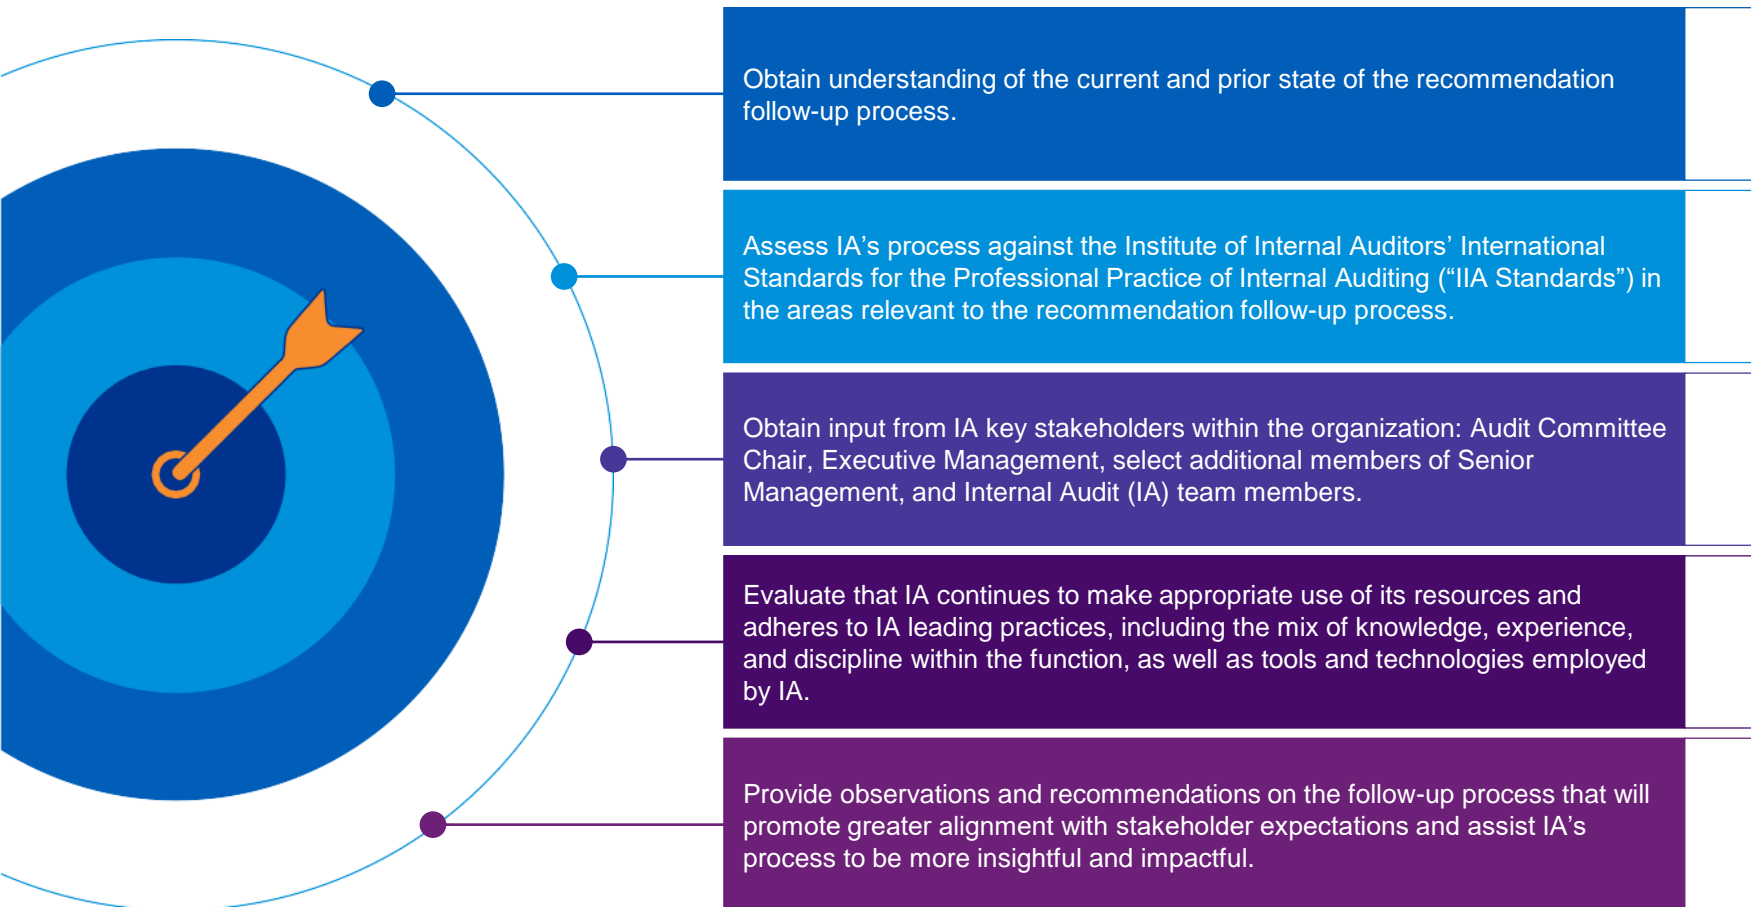 Obtain understanding of the current and prior state of the recommendation
follow-up process.
Assess IA’s process against the Institute of Internal Auditors’ International
Standards for the Professional Practice of Internal Auditing (“IIA Standards”) in
the areas relevant to the recommendation follow-up process.
Obtain input from IA key stakeholders within the organization: Audit Committee
Chair, Executive Management, select additional members of Senior
Management, and Internal Audit (IA) team members.
Evaluate that IA continues to make appropriate use of its resources and
adheres to IA leading practices, including the mix of knowledge, experience,
and discipline within the function, as well as tools and technologies employed
by IA.
Provide observations and recommendations on the follow-up process that will
promote greater alignment with stakeholder expectations and assist IA’s
process to be more insightful and impactful.